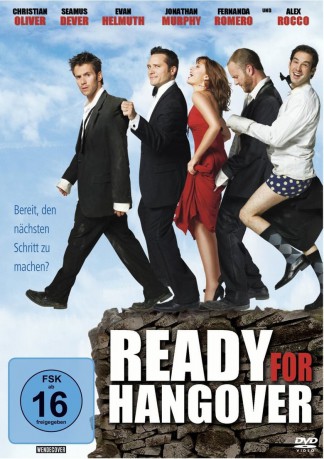 CHRISTIAN OLIVER
SEAMUS DEVER
EVAN HELMUTH
JONATHAN MURPHY
FERNANDA ROMERO
UND
ALEX ROCCO
Bereit, den
nächsten
Schritt zu
machen?
READY FOR
HANGOVER
FSK
ab
16
freigegeben
WENDECOVER
DVD
VIDEO